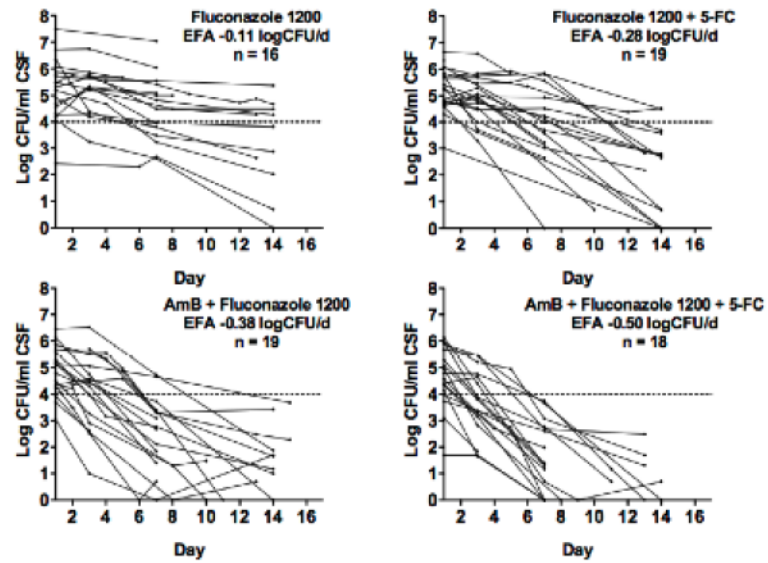 Fluconazole 1200
EFA -0.11 logCFU/d
n = 16
Log CFU/ml CSF
8
7
6
5
4
3
2
1
0
2 4 6 8 10 12 14 16
Day
Fluconazole 1200 + 5-FC
EFA -0.28 logCFU/d
n = 19
Log CFU/ml CSF
8
7
6
5
4
3
2
1
0
2 4 6 8 10 12 14 16
Day
AmB + Fluconazole 1200
EFA -0.38 logCFU/d
n = 19
Log CFU/ml CSF
8
7
6
5
4
3
2
1
0
2 4 6 8 10 12 14 16
Day
AmB + Fluconazole 1200 + 5-FC
EFA -0.50 logCFU/d
n = 18
Log CFU/ml CSF
8
7
6
5
4
3
2
1
0
2 4 6 8 10 12 14 16
Day